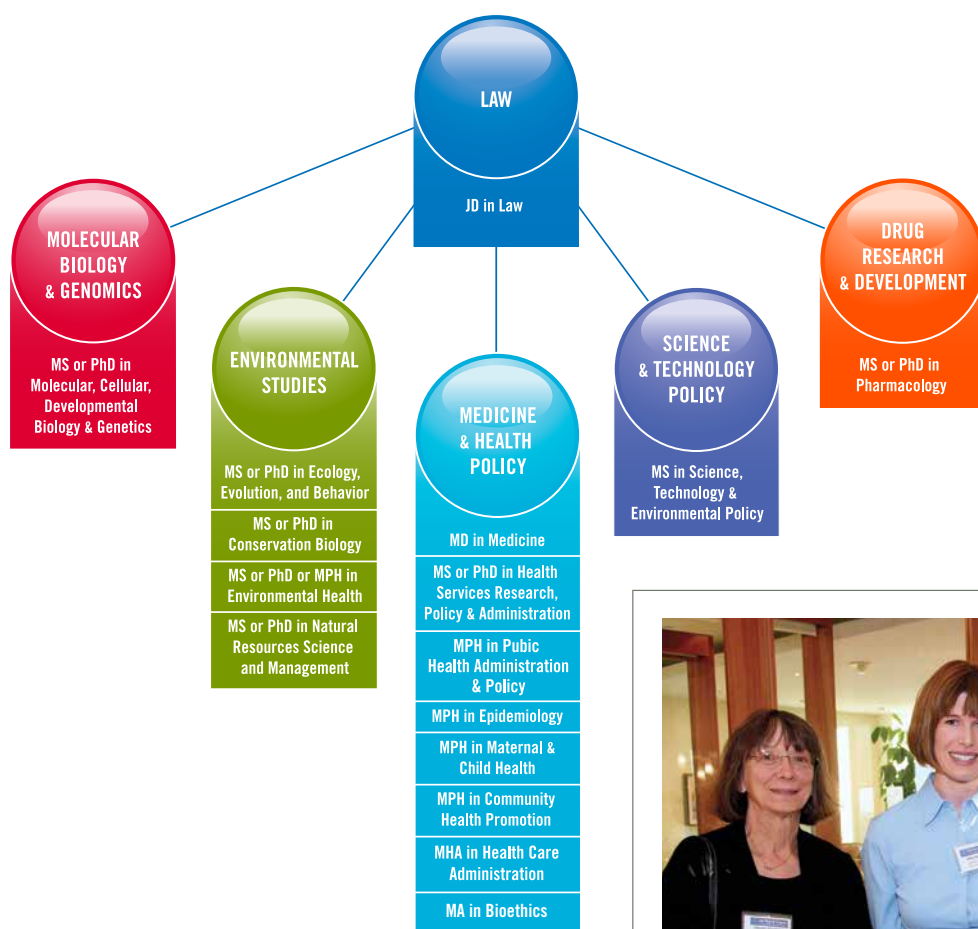 LAW
JD in Law
MOLECULAR
BIOLOGY
& GENOMICS
MS or PhD in
Molecular, Cellular,
Developmental
Biology & Genetics
ENVIRONMENTAL
STUDIES
MS or PhD in Ecology,
Evolution, and Behavior
MS or PhD in
Conservation Biology
MS or PhD or MPH in
Environmental Health
MS or PhD in Natural
Resources Science
and Management
MEDICINE
& HEALTH
POLICY
MD in Medicine
MS or PhD in Health
Services Research,
Policy & Administration
MPH in Pubic
Health Administration
& Policy
MPH in Epidemiology
MPH in Maternal &
Child Health
MPH in Community
Health Promotion
MHA in Health Care
Administration
MA in Bioethics
SCIENCE
& TECHNOLOGY
POLICY
MS in Science,
Technology &
Environmental Policy
DRUG
RESEARCH
& DEVELOPMENT
MS or PhD in
Pharmacology